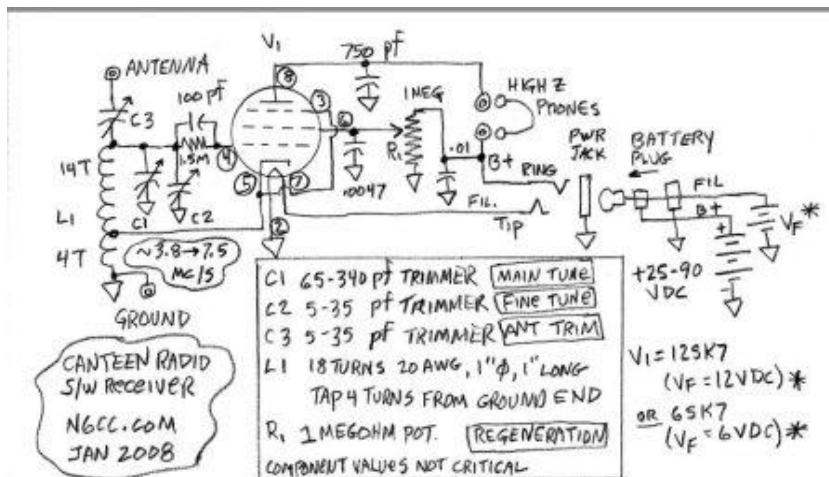 V1
ANTENNA
C3
100 pf
1.5M
14T
L1
4T
C1
C2
~3.8→7.5
MC/S
GROUND
8
3
6
4
5
7
2
750 pf
.0047
1 MEG
R1
.01
B+
HIGH Z
PHONES
PWR
JACK
RING
FIL.
TIP
BATTERY
PLUG
FIL
B+
+
VF*
+25-90
VDC
C1 65-340 pf TRIMMER MAIN TUNE
C2 5-35 pf TRIMMER FINE TUNE
C3 5-35 pf TRIMMER ANT TRIM
L1 18 TURNS 20 AWG, 1"Φ, 1" LONG
TAP 4 TURNS FROM GROUND END
R1 1 MEGOHM POT. REGENERATION
COMPONENT VALUES NOT CRITICAL
CANTEEN RADIO
S/W RECEIVER
N6CC.COM
JAN 2008
V1 = 12SK7
(VF = 12VDC)*
OR 6SK7
(VF = 6VDC)*